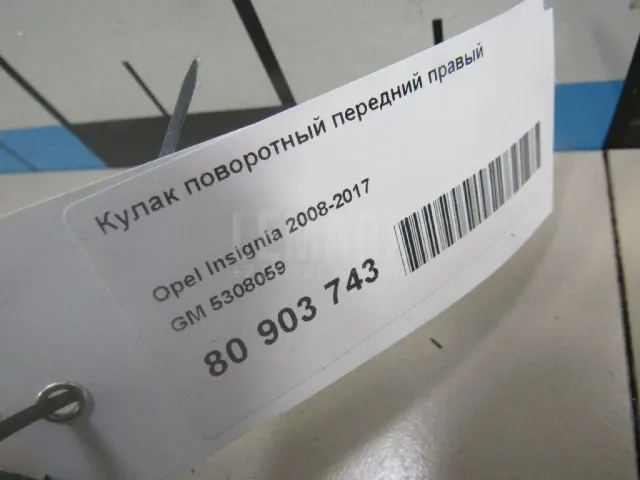 Кулак поворотный передний правый
Opel Insignia 2008-2017
GM 5308059
80 903 743